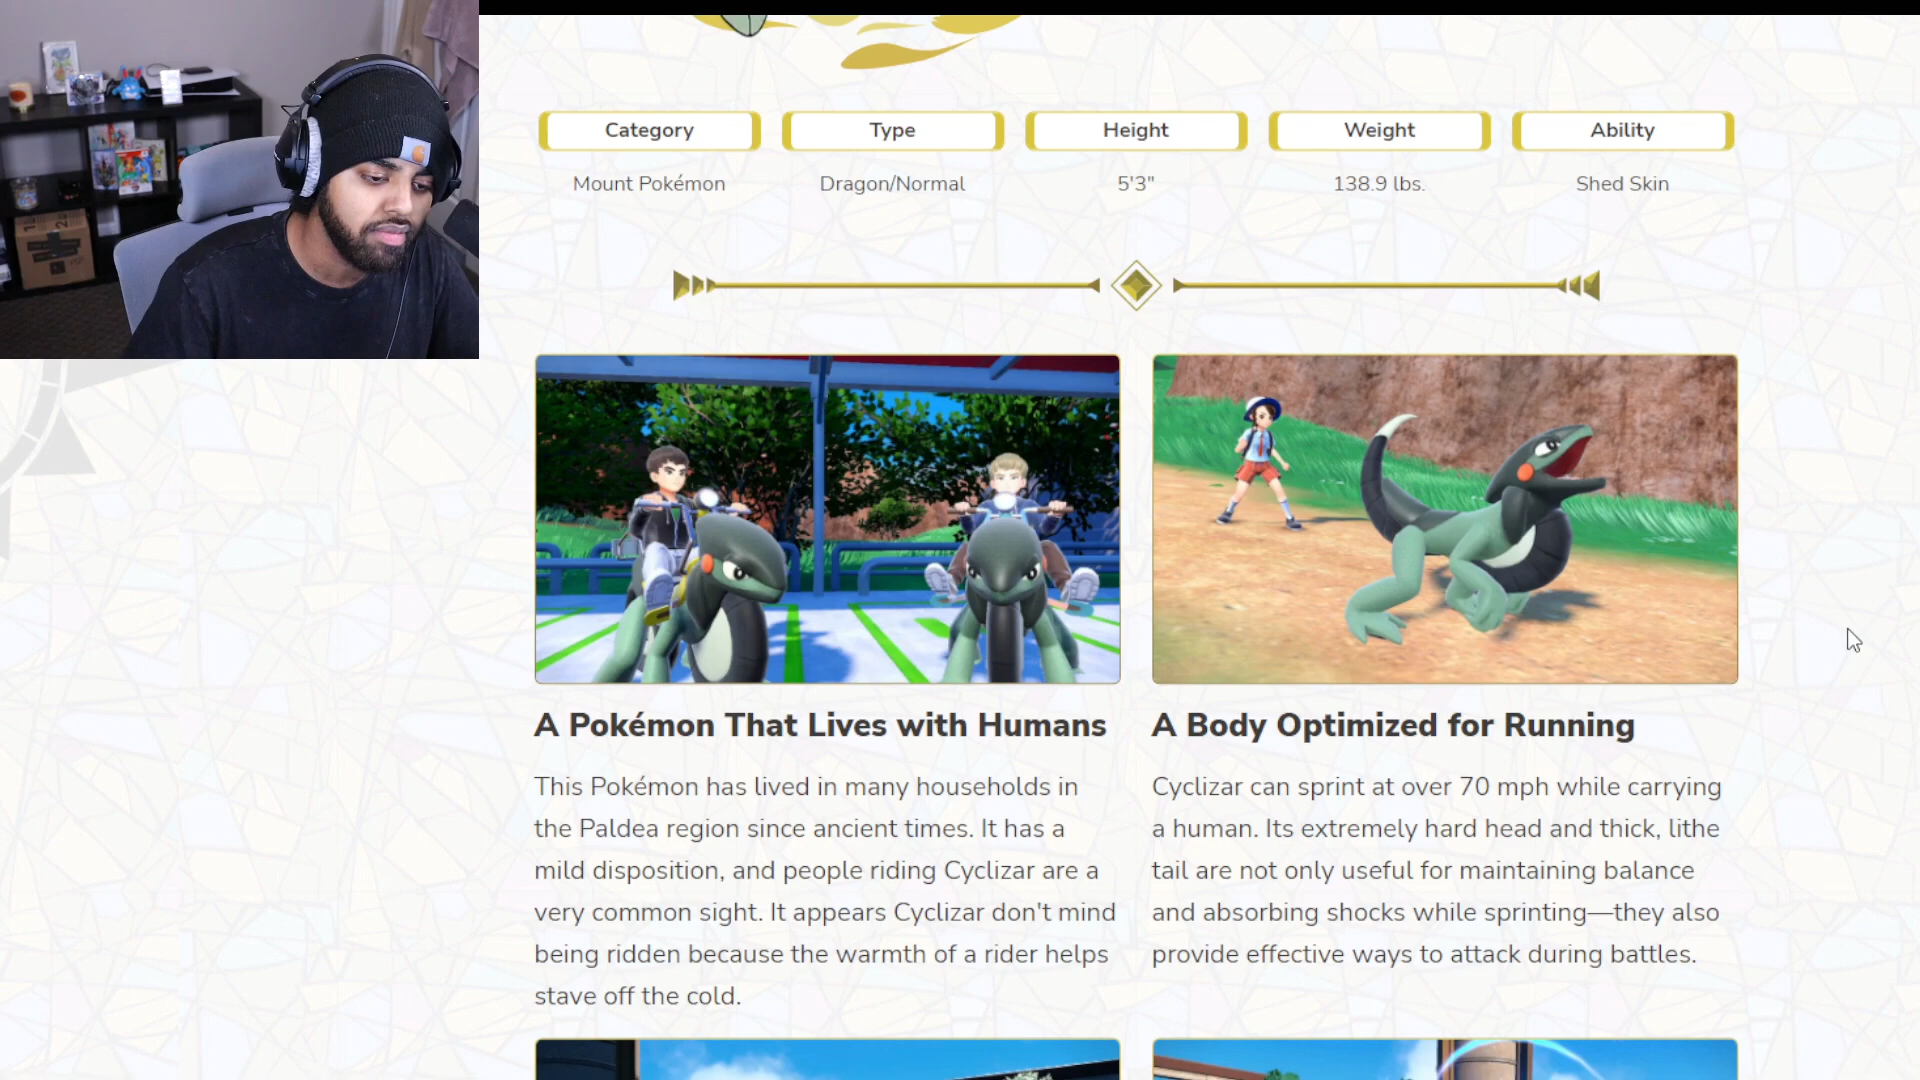 Category
Type
Height
Weight
Ability
Mount Pokémon
Dragon/Normal
5'3"
138.9 lbs.
Shed Skin
A Pokémon That Lives with Humans
This Pokémon has lived in many households in
the Paldea region since ancient times. It has a
mild disposition, and people riding Cyclizar are a
very common sight. It appears Cyclizar don't mind
being ridden because the warmth of a rider helps
stave off the cold.
A Body Optimized for Running
Cyclizar can sprint at over 70 mph while carrying
a human. Its extremely hard head and thick, lithe
tail are not only useful for maintaining balance
and absorbing shocks while sprinting—they also
provide effective ways to attack during battles.